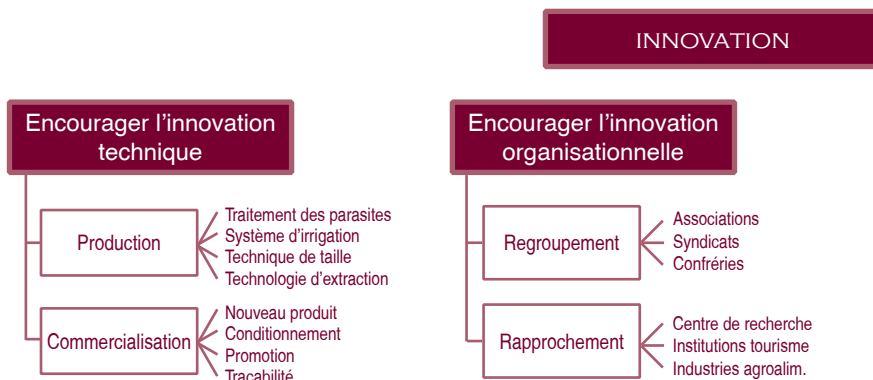 INNOVATION
Encourager l'innovation
technique
Production
Traitement des parasites
Système d'irrigation
Technique de taille
Technologie d'extraction
Commercialisation
Nouveau produit
Conditionnement
Promotion
Traçabilité
Encourager l'innovation
organisationnelle
Regroupement
Associations
Syndicats
Confréries
Rapprochement
Centre de recherche
Institutions tourisme
Industries agroalim.